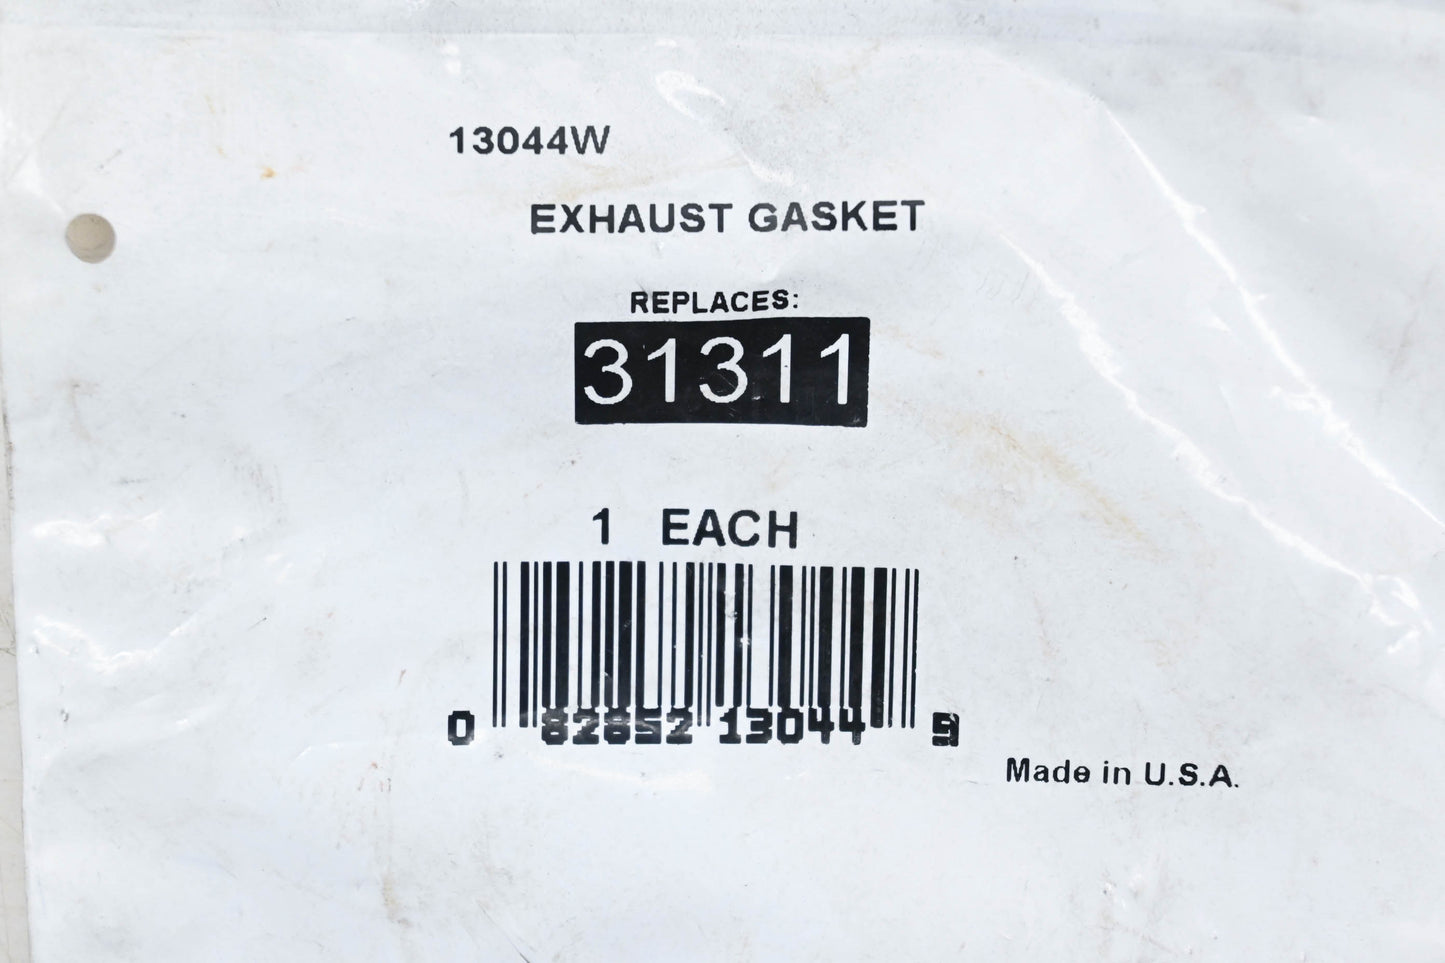 13044W
EXHAUST GASKET
REPLACES:
31311
1 EACH
0 82852 13044 9
Made in U.S.A.